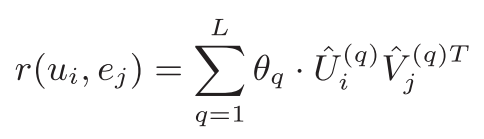 r(u_i, e_j) = \sum_{q=1}^{L} \theta_q \cdot \hat{U}_i^{(q)} \hat{V}_j^{(q)T}